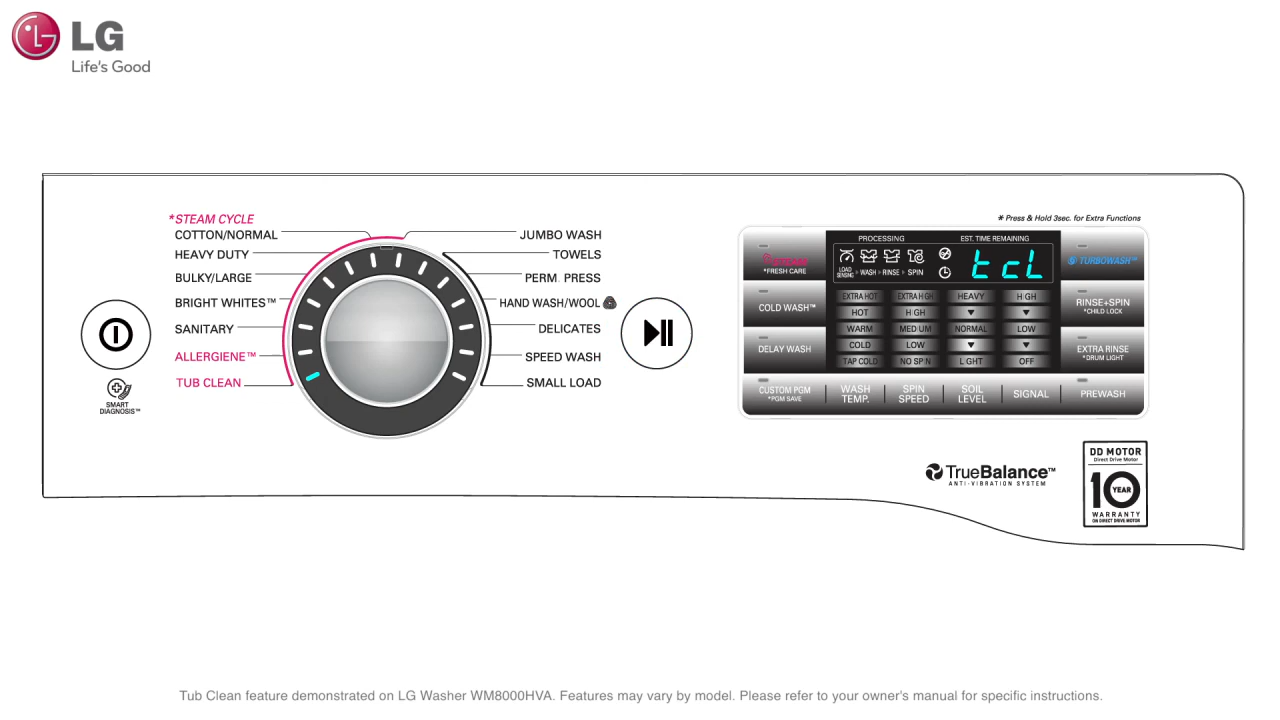 LG
Life's Good
*STEAM CYCLE
COTTON/NORMAL
HEAVY DUTY
BULKY/LARGE
BRIGHT WHITES™
SANITARY
ALLERGIENE™
TUB CLEAN
JUMBO WASH
TOWELS
PERM. PRESS
HAND WASH/WOOL
DELICATES
SPEED WASH
SMALL LOAD
SMART
DIAGNOSIS™
* Press & Hold 3sec. for Extra Functions
PROCESSING
EST. TIME REMAINING
LOAD
SENSING
WASH
RINSE
SPIN
tcL
STEAM
*FRESH CARE
COLD WASH™
DELAY WASH
CUSTOM PGM
*PGM SAVE
EXTRA HOT EXTRA HIGH HEAVY HIGH
HOT HIGH ▼ ▼
WARM MEDIUM NORMAL LOW
COLD LOW ▼ ▼
TAP COLD NO SPIN LIGHT OFF
WASH
TEMP.
SPIN
SPEED
SOIL
LEVEL
SIGNAL
TURBOWASH™
RINSE+SPIN
*CHILD LOCK
EXTRA RINSE
*DRUM LIGHT
PREWASH
TrueBalance™
ANTI-VIBRATION SYSTEM
DD MOTOR
Direct Drive Motor
10 YEAR
WARRANTY
ON DIRECT DRIVE MOTOR
Tub Clean feature demonstrated on LG Washer WM8000HVA. Features may vary by model. Please refer to your owner's manual for specific instructions.